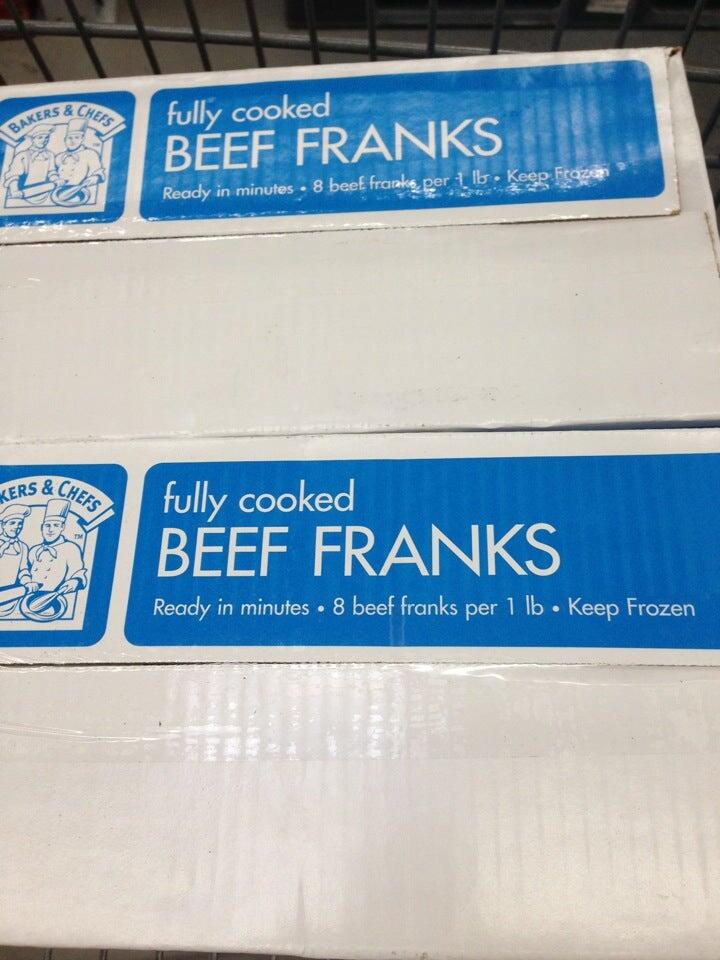 BAKERS & CHEFS
fully cooked
BEEF FRANKS
Ready in minutes • 8 beef franks per 1 lb • Keep Frozen
KERS & CHEFS
TM
fully cooked
BEEF FRANKS
Ready in minutes • 8 beef franks per 1 lb • Keep Frozen